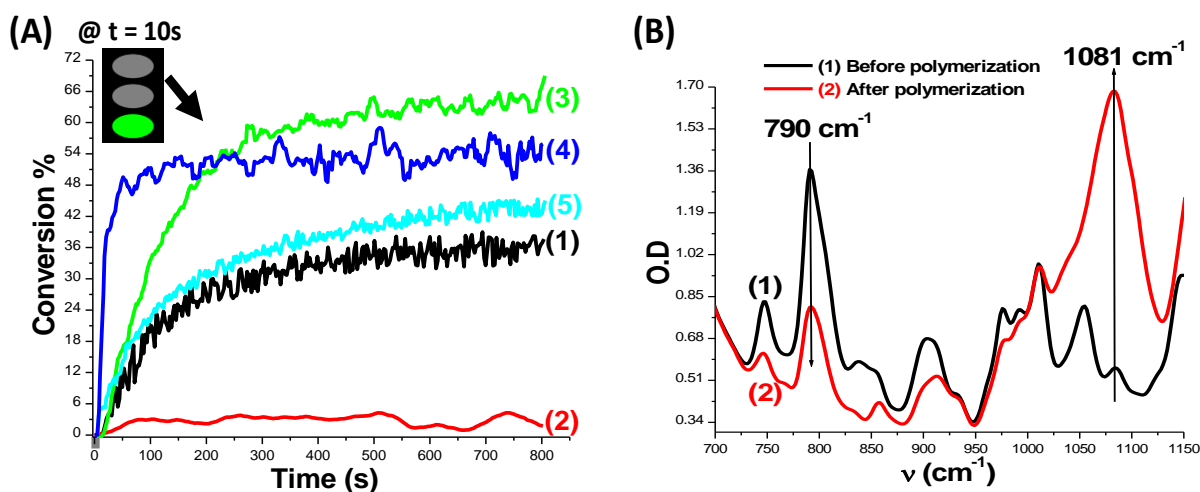 (A)
@ t = 10s
72
66
60
54
48
42
36
30
24
18
12
6
0
Conversion %
(3)
(4)
(5)
(1)
(2)
0 100 200 300 400 500 600 700 800
Time (s)
(B)
(1) Before polymerization
(2) After polymerization
1081 cm⁻¹
790 cm⁻¹
1.70
1.53
1.36
1.19
1.02
0.85
0.68
0.51
0.34
O.D
(1)
(2)
700 750 800 850 900 950 1000 1050 1100 1150
ν (cm⁻¹)